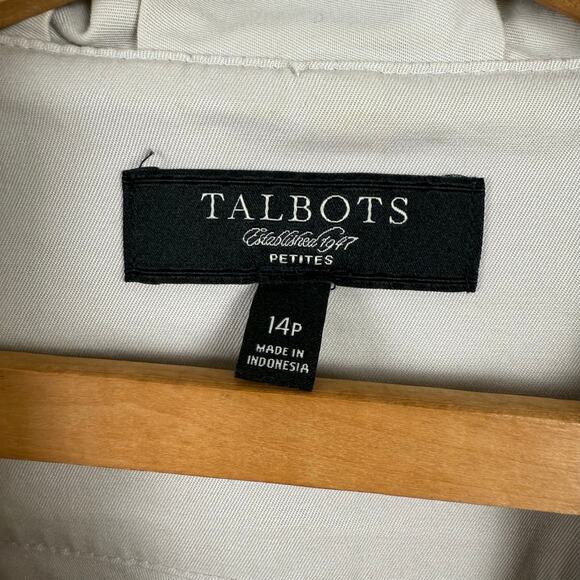 TALBOTS
Established 1947
PETITES
14P
MADE IN
INDONESIA